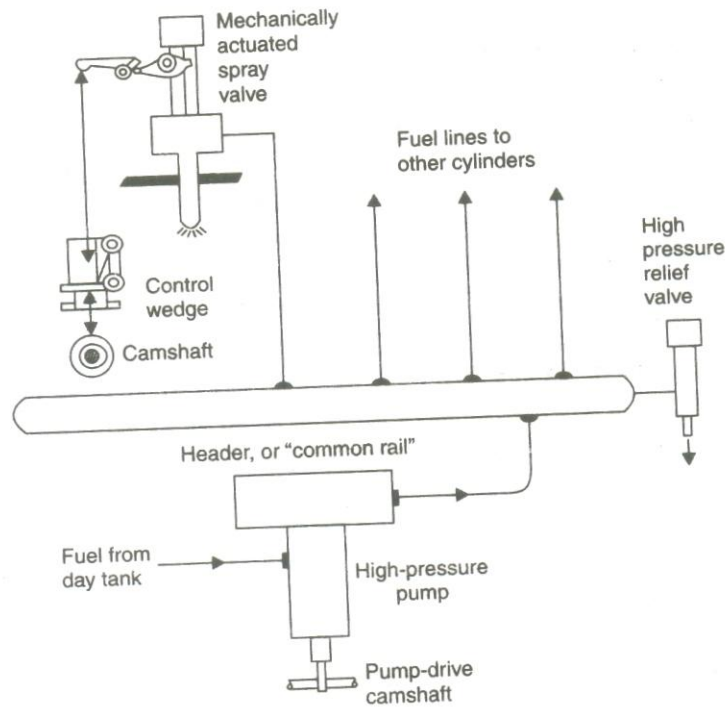 Mechanically
actuated
spray
valve
Fuel lines to
other cylinders
High
pressure
relief
valve
Control
wedge
Camshaft
Header, or “common rail”
Fuel from
day tank
High-pressure
pump
Pump-drive
camshaft